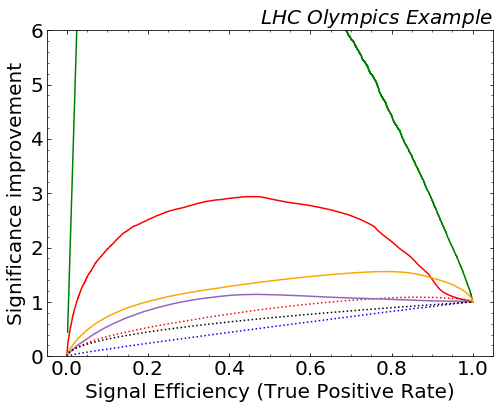 LHC Olympics Example
Significance improvement
6
5
4
3
2
1
0
0.0 0.2 0.4 0.6 0.8 1.0
Signal Efficiency (True Positive Rate)